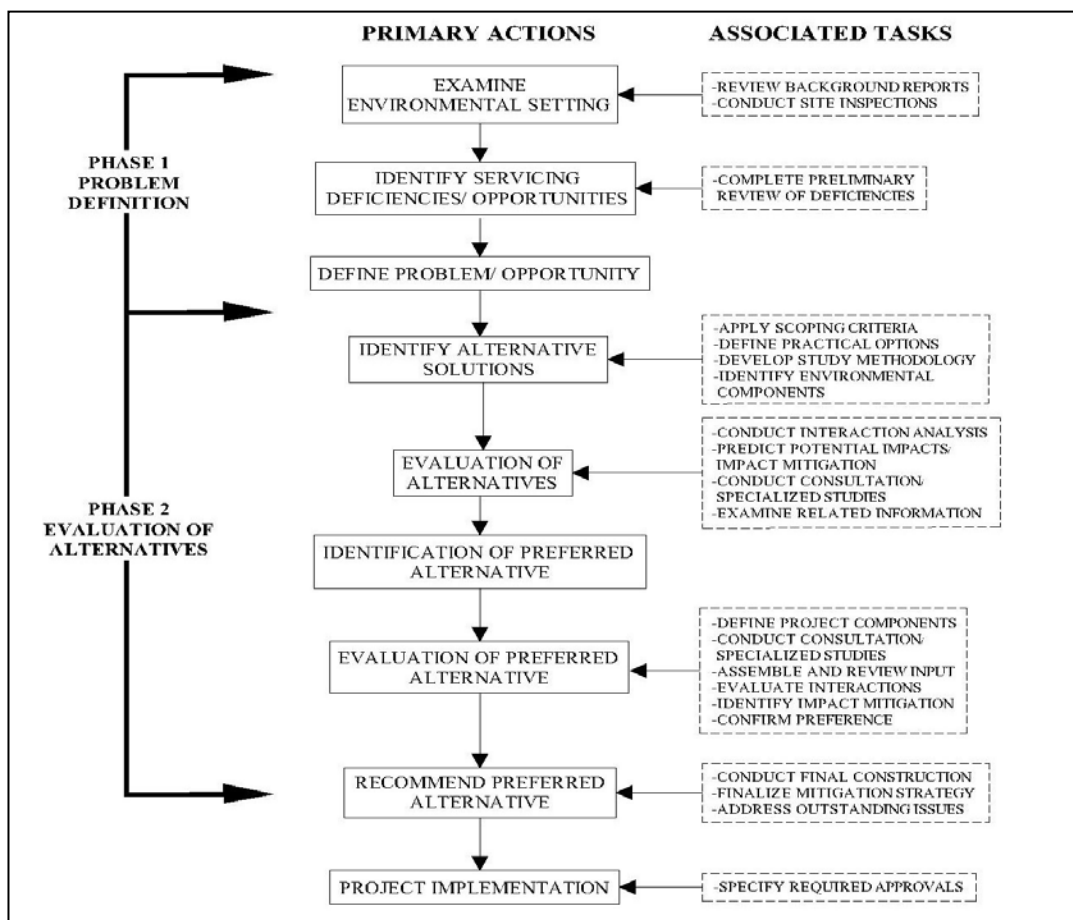 PRIMARY ACTIONS
ASSOCIATED TASKS
PHASE 1
PROBLEM
DEFINITION
EXAMINE
ENVIRONMENTAL SETTING
-REVIEW BACKGROUND REPORTS
-CONDUCT SITE INSPECTIONS
IDENTIFY SERVICING
DEFICIENCIES/ OPPORTUNITIES
-COMPLETE PRELIMINARY
REVIEW OF DEFICIENCIES
DEFINE PROBLEM/ OPPORTUNITY
PHASE 2
EVALUATION OF
ALTERNATIVES
IDENTIFY ALTERNATIVE
SOLUTIONS
-APPLY SCOPING CRITERIA
-DEFINE PRACTICAL OPTIONS
-DEVELOP STUDY METHODOLOGY
-IDENTIFY ENVIRONMENTAL
COMPONENTS
EVALUATION OF
ALTERNATIVES
-CONDUCT INTERACTION ANALYSIS
-PREDICT POTENTIAL IMPACTS/
IMPACT MITIGATION
-CONDUCT CONSULTATION/
SPECIALIZED STUDIES
-EXAMINE RELATED INFORMATION
IDENTIFICATION OF PREFERRED
ALTERNATIVE
EVALUATION OF PREFERRED
ALTERNATIVE
-DEFINE PROJECT COMPONENTS
-CONDUCT CONSULTATION/
SPECIALIZED STUDIES
-ASSEMBLE AND REVIEW INPUT
-EVALUATE INTERACTIONS
-IDENTIFY IMPACT MITIGATION
-CONFIRM PREFERENCE
RECOMMEND PREFERRED
ALTERNATIVE
-CONDUCT FINAL CONSTRUCTION
-FINALIZE MITIGATION STRATEGY
-ADDRESS OUTSTANDING ISSUES
PROJECT IMPLEMENTATION
-SPECIFY REQUIRED APPROVALS